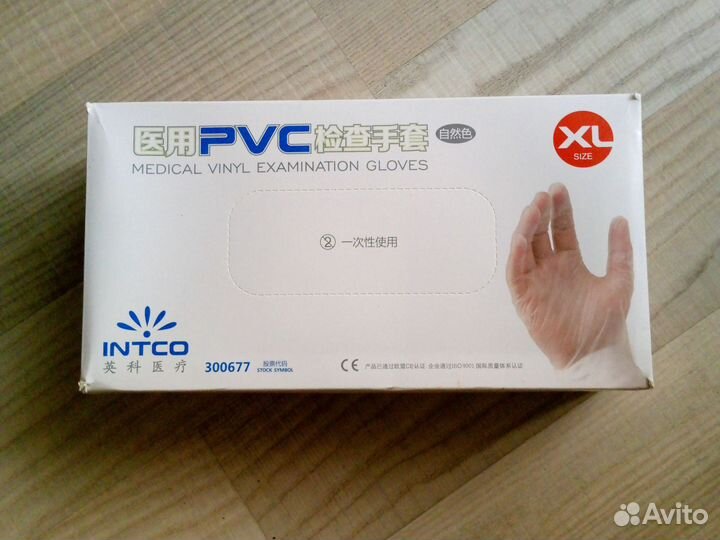 医用PVC检查手套 自然色
MEDICAL VINYL EXAMINATION GLOVES
XL
SIZE
2 一次性使用
INTCO
英科医疗
300677 股票代码
STOCK SYMBOL
CE 产品已通过欧盟CE认证 企业通过ISO9001国际质量体系认证
Avito